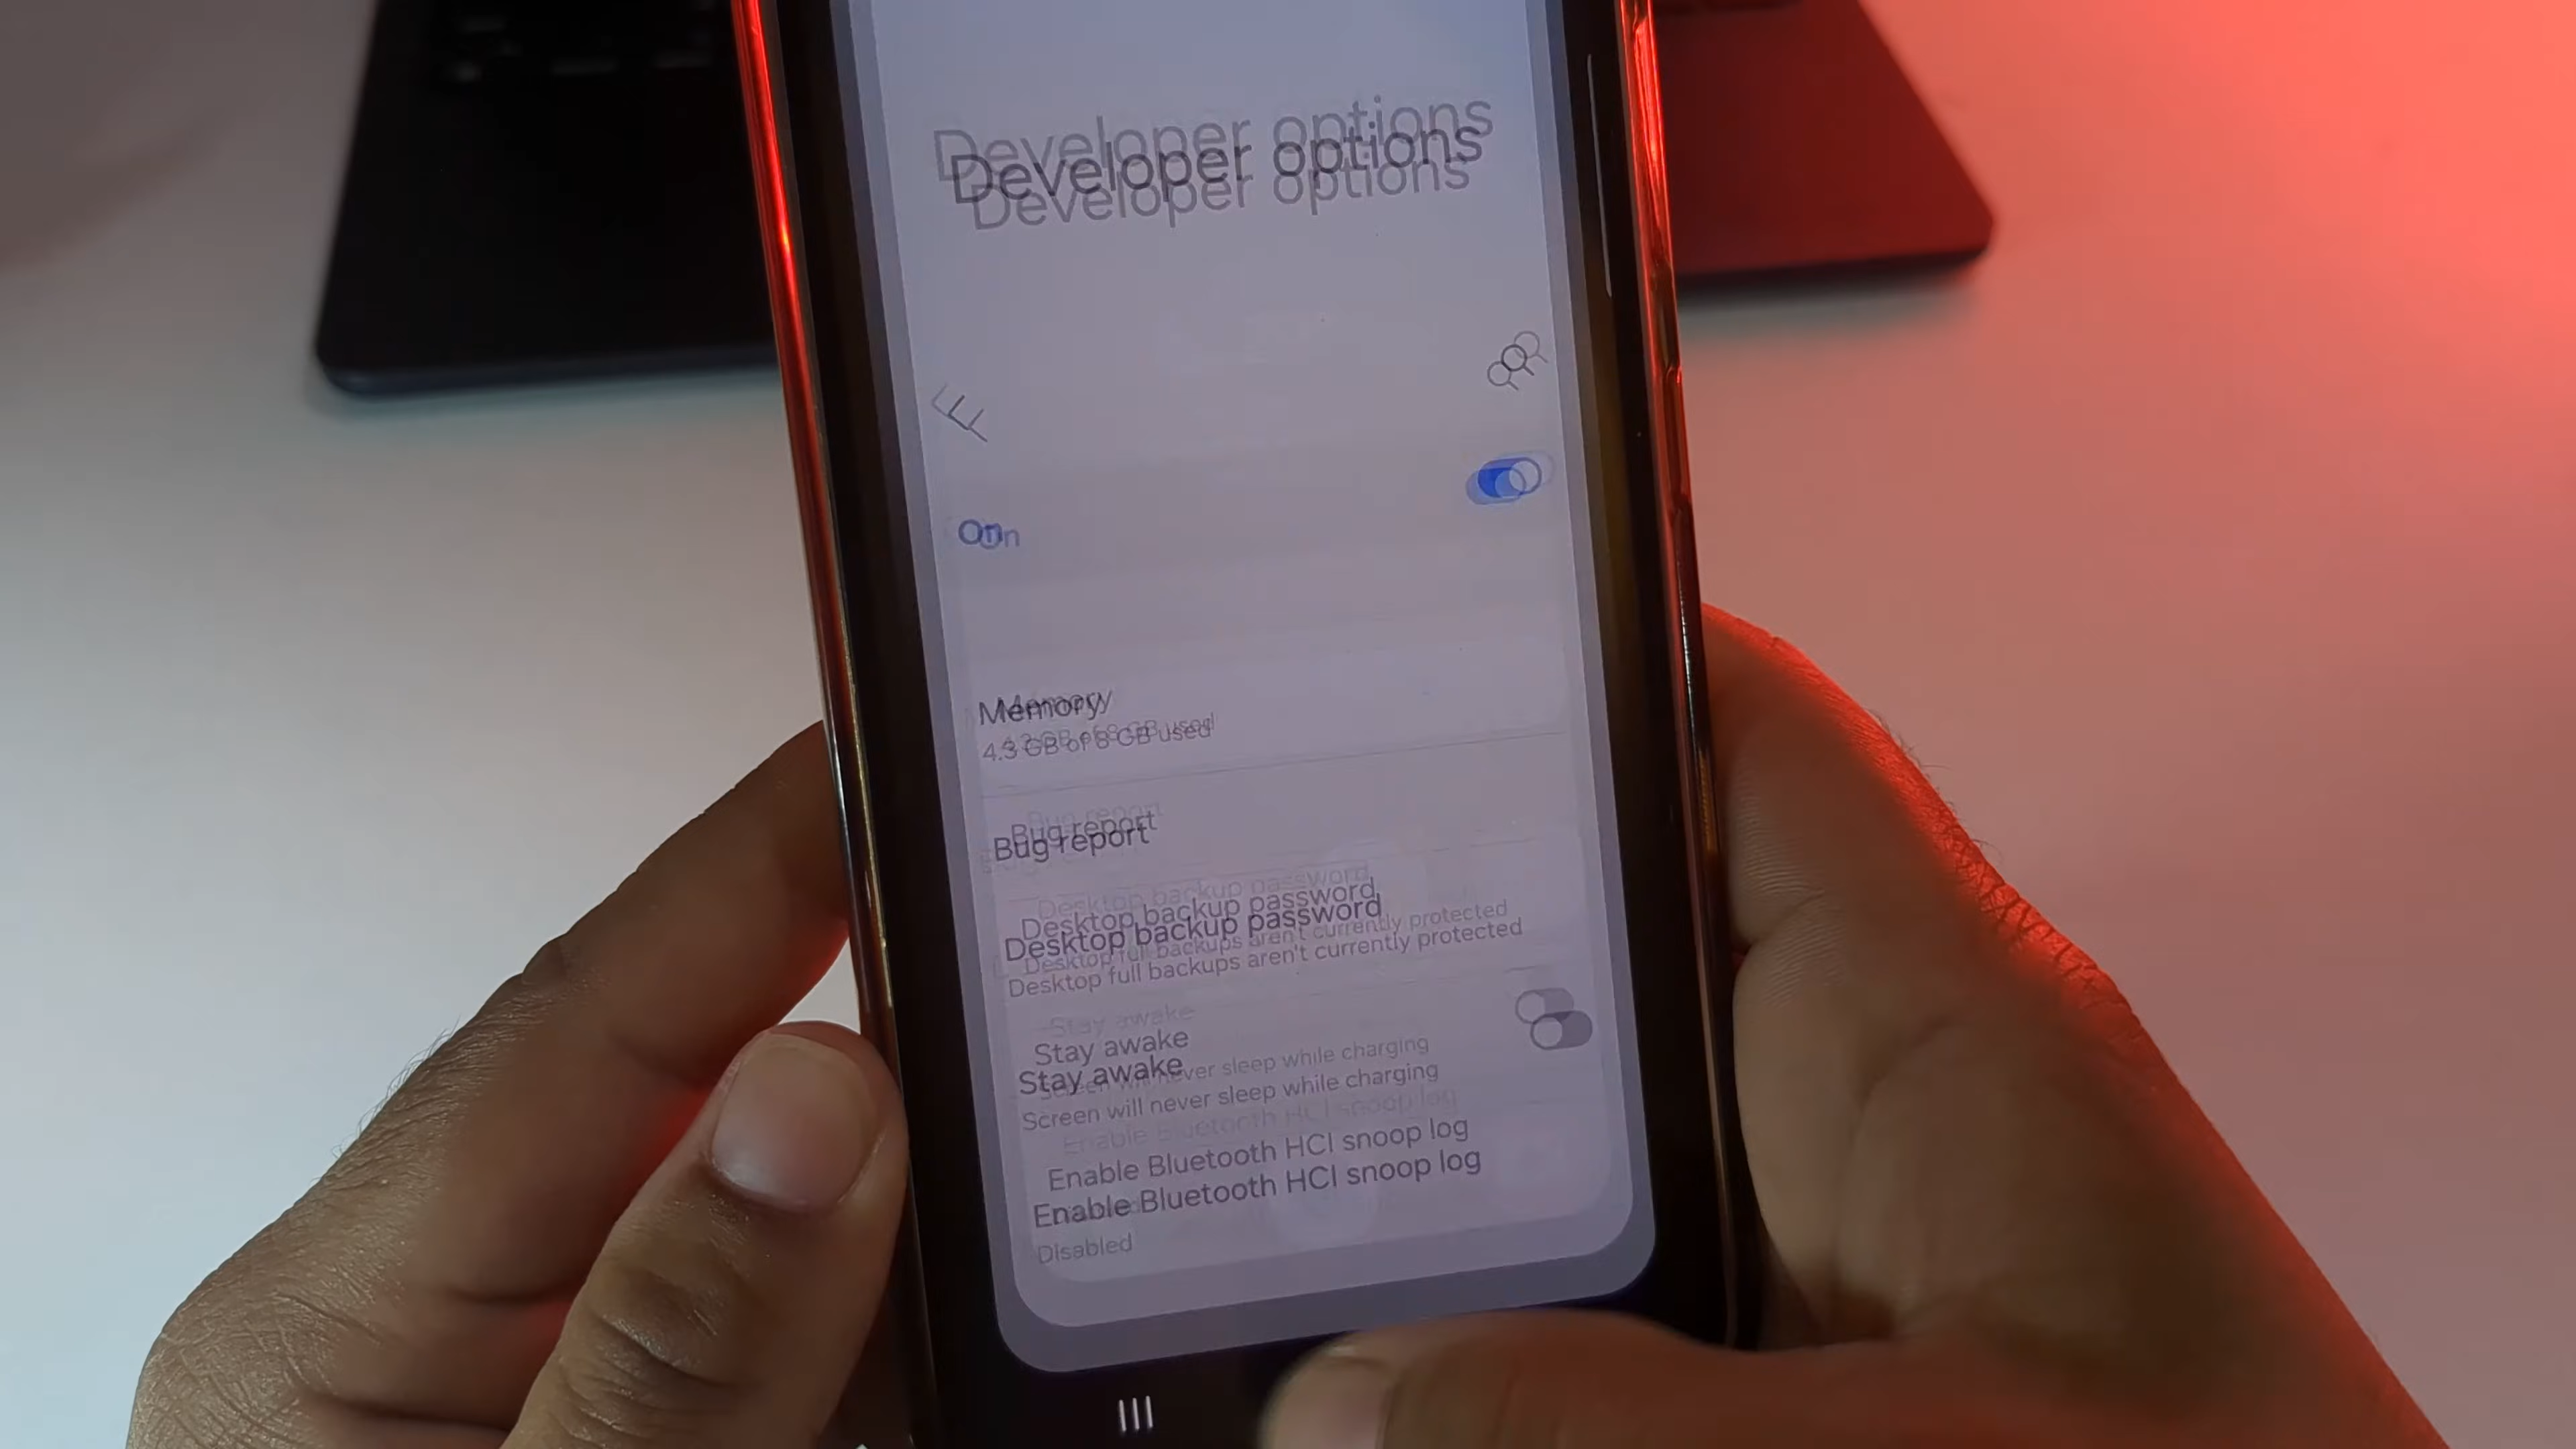 Developer options
On
Memory
4.3 GB of 8 GB used
Bug report
Desktop backup password
Desktop full backups aren't currently protected
Stay awake
Screen will never sleep while charging
Enable Bluetooth HCI snoop log
Disabled